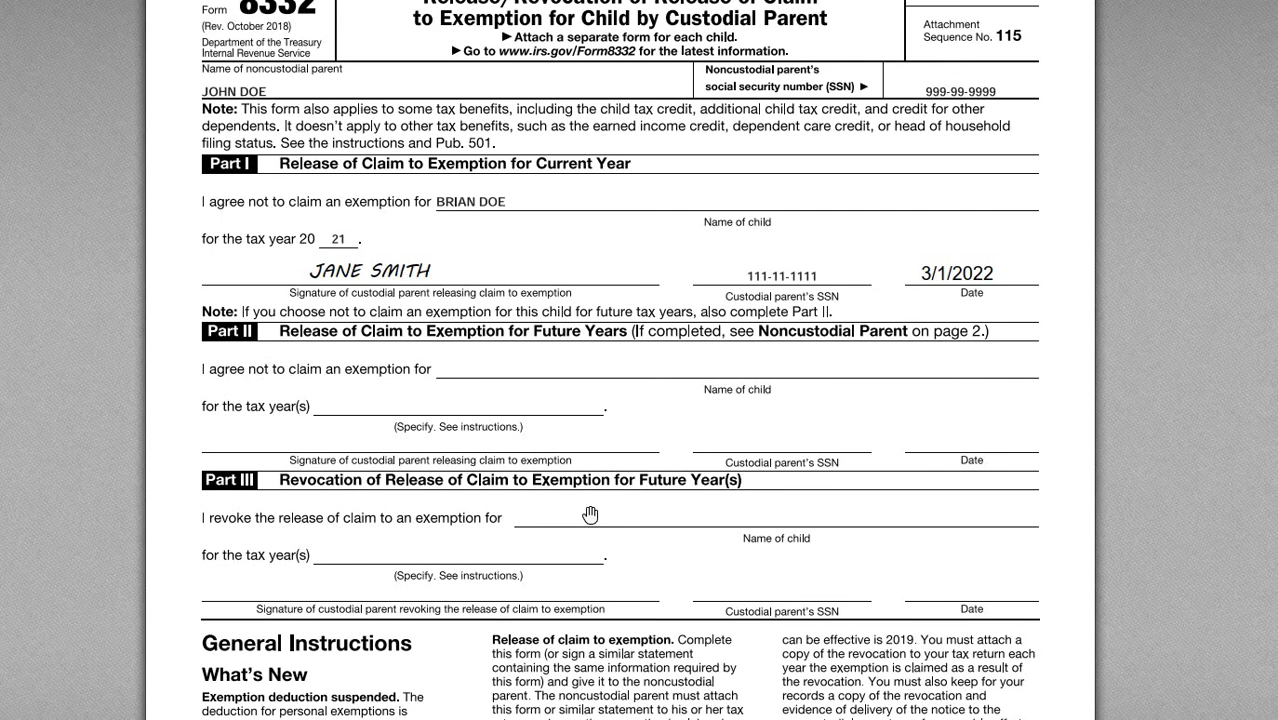 Form 8332
(Rev. October 2018)
Department of the Treasury
Internal Revenue Service
Release/Revocation of Release of Claim
to Exemption for Child by Custodial Parent
▶ Attach a separate form for each child.
▶ Go to www.irs.gov/Form8332 for the latest information.
Attachment
Sequence No. 115
Name of noncustodial parent
JOHN DOE
Noncustodial parent's
social security number (SSN) ▶
999-99-9999
Note: This form also applies to some tax benefits, including the child tax credit, additional child tax credit, and credit for other
dependents. It doesn't apply to other tax benefits, such as the earned income credit, dependent care credit, or head of household
filing status. See the instructions and Pub. 501.
Part I Release of Claim to Exemption for Current Year
I agree not to claim an exemption for BRIAN DOE
Name of child
for the tax year 20 21 .
JANE SMITH 111-11-1111 3/1/2022
Signature of custodial parent releasing claim to exemption Custodial parent's SSN Date
Note: If you choose not to claim an exemption for this child for future tax years, also complete Part II.
Part II Release of Claim to Exemption for Future Years (If completed, see Noncustodial Parent on page 2.)
I agree not to claim an exemption for
Name of child
for the tax year(s) .
(Specify. See instructions.)
Signature of custodial parent releasing claim to exemption Custodial parent's SSN Date
Part III Revocation of Release of Claim to Exemption for Future Year(s)
I revoke the release of claim to an exemption for
Name of child
for the tax year(s) .
(Specify. See instructions.)
Signature of custodial parent revoking the release of claim to exemption Custodial parent's SSN Date
General Instructions
What's New
Exemption deduction suspended. The
deduction for personal exemptions is
Release of claim to exemption. Complete
this form (or sign a similar statement
containing the same information required by
this form) and give it to the noncustodial
parent. The noncustodial parent must attach
this form or similar statement to his or her tax
can be effective is 2019. You must attach a
copy of the revocation to your tax return each
year the exemption is claimed as a result of
the revocation. You must also keep for your
records a copy of the revocation and
evidence of delivery of the notice to the